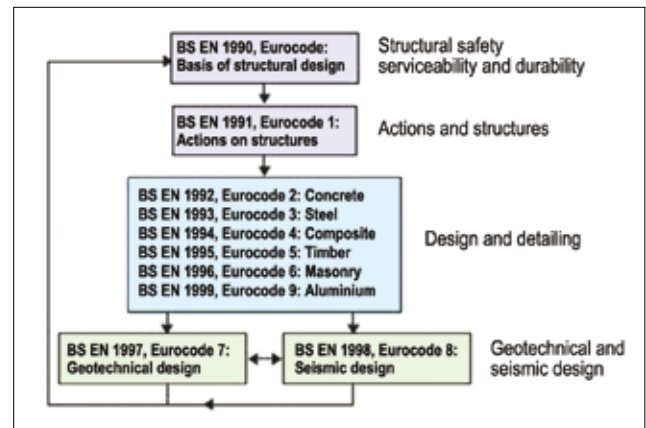 BS EN 1990, Eurocode:
Basis of structural design
Structural safety
serviceability and durability
BS EN 1991, Eurocode 1:
Actions on structures
Actions and structures
BS EN 1992, Eurocode 2: Concrete
BS EN 1993, Eurocode 3: Steel
BS EN 1994, Eurocode 4: Composite
BS EN 1995, Eurocode 5: Timber
BS EN 1996, Eurocode 6: Masonry
BS EN 1999, Eurocode 9: Aluminium
Design and detailing
BS EN 1997, Eurocode 7:
Geotechnical design
BS EN 1998, Eurocode 8:
Seismic design
Geotechnical and
seismic design